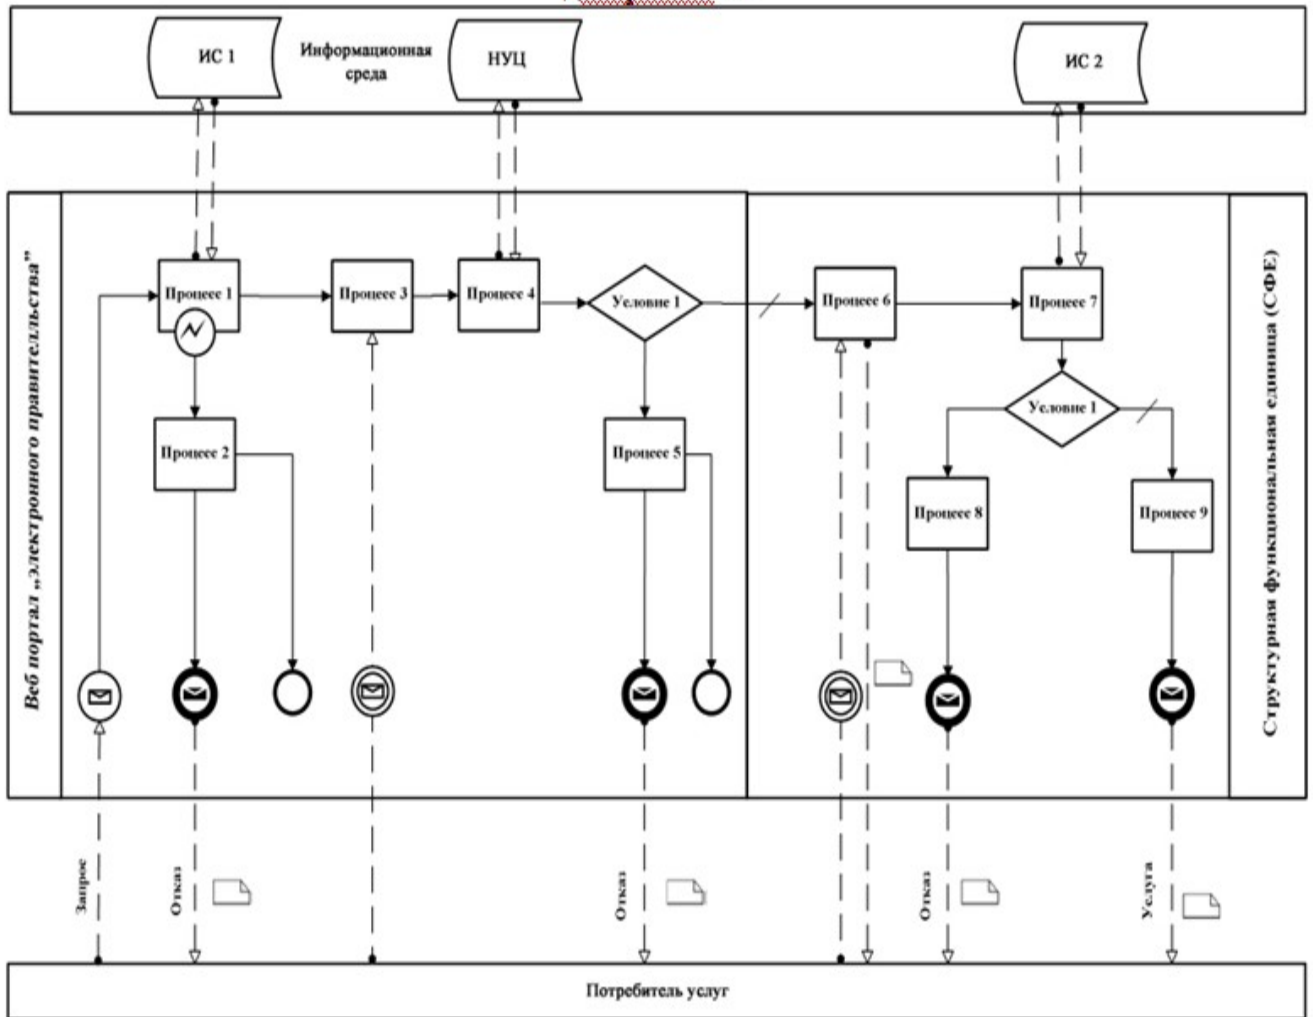 ИС 1
Информационная
среда
НУЦ
ИС 2
Веб портал „электронного правителльства”
Процесс 1
Процесс 3
Процесс 4
Условие 1
Процесс 6
Процесс 7
Условие 1
Процесс 2
Процесс 5
Процесс 8
Процесс 9
Структурная функциональная единица (СФЕ)
Запрос
Отказ
Отказ
Отказ
Услуга
Потребитель услуг